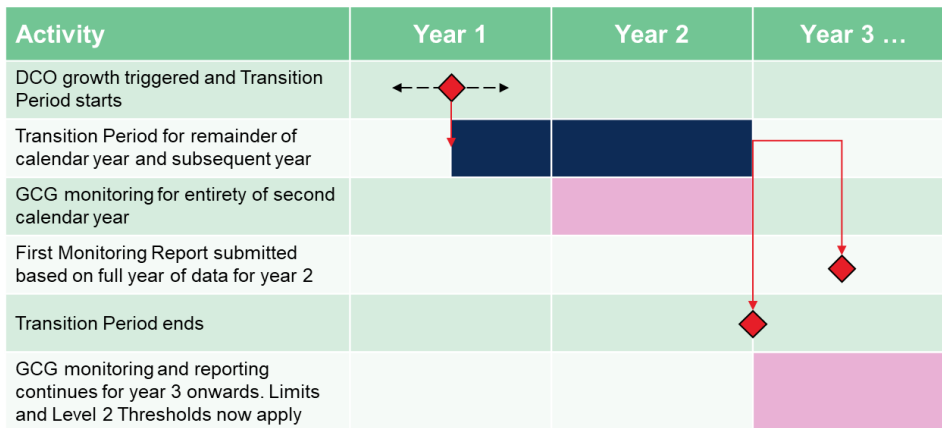 Activity
Year 1
Year 2
Year 3 ...
DCO growth triggered and Transition
Period starts
Transition Period for remainder of
calendar year and subsequent year
GCG monitoring for entirety of second
calendar year
First Monitoring Report submitted
based on full year of data for year 2
Transition Period ends
GCG monitoring and reporting
continues for year 3 onwards. Limits
and Level 2 Thresholds now apply